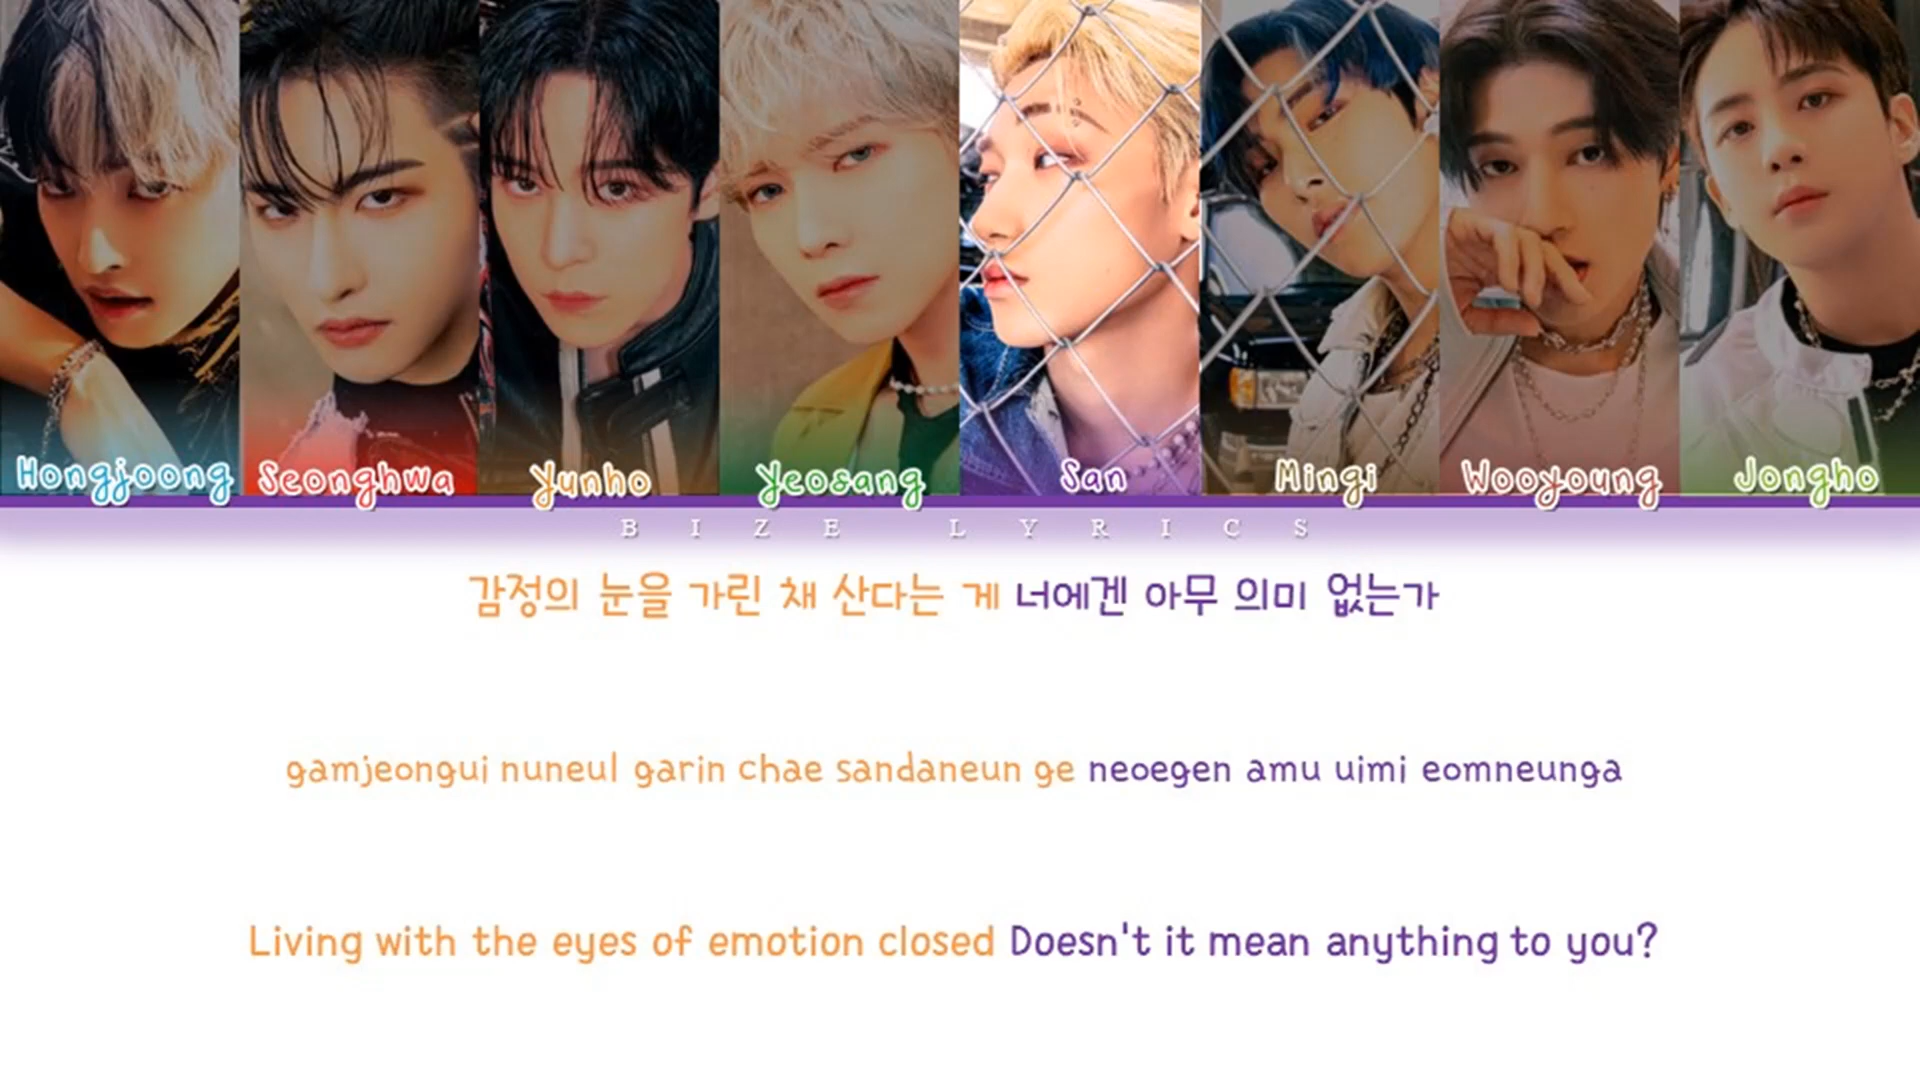 Hongjoong Seonghwa Yunho Yeosang San Mingi Wooyoung Jongho
BIZE LYRICS
감정의 눈을 가린 채 산다는 게 너에겐 아무 의미 없는가
gamjeongui nuneul garin chae sandaneun ge neoegen amu uimi eomneunga
Living with the eyes of emotion closed Doesn't it mean anything to you?